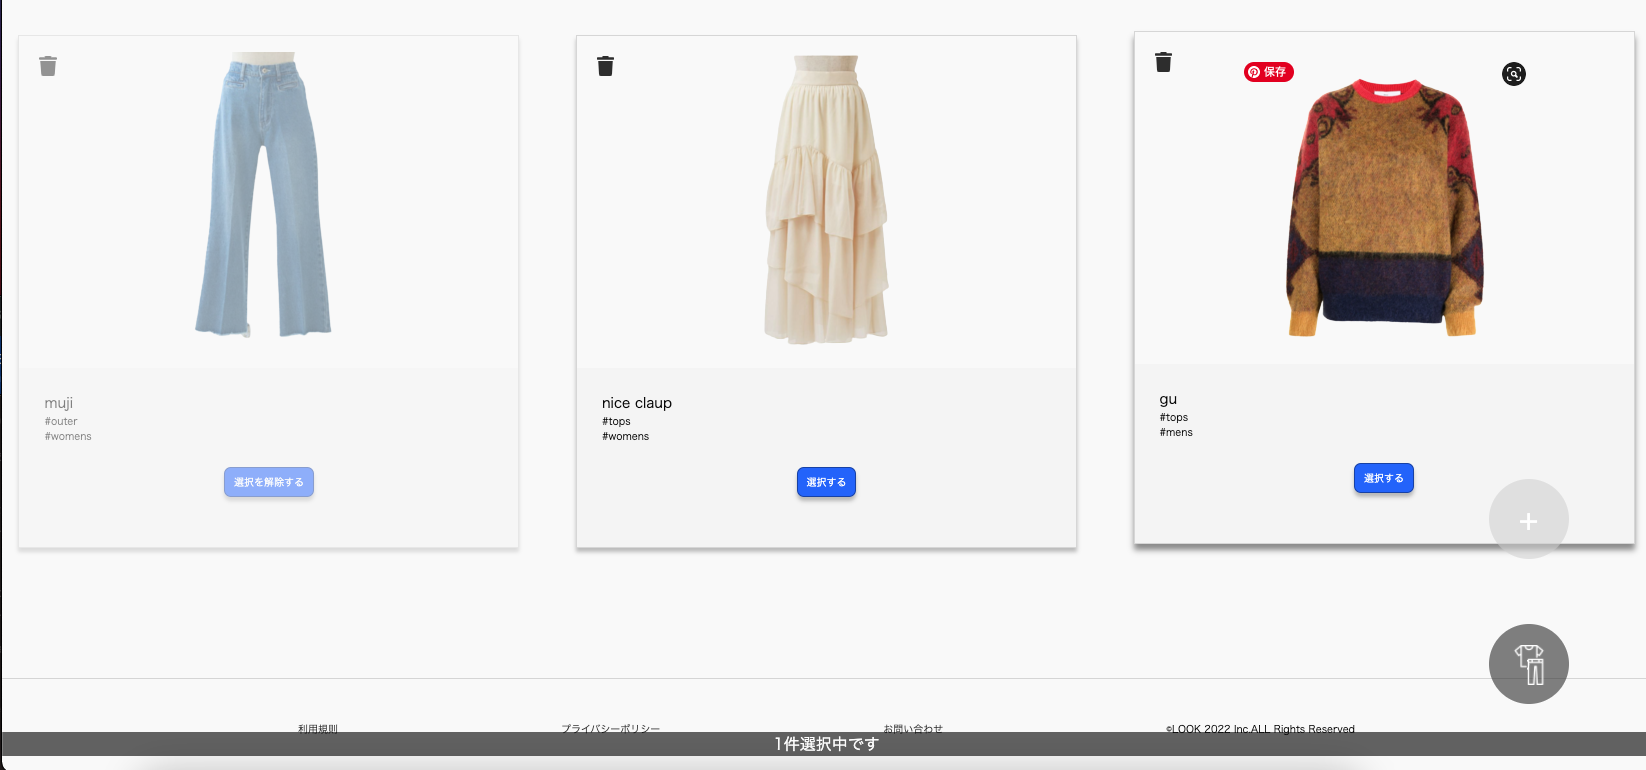 保存
muji
#outer
#womens
選択を解除する
nice claup
#tops
#womens
選択する
gu
#tops
#mens
選択する
+
利用規則
プライバシーポリシー
お問い合わせ
©LOOK 2022 Inc.ALL Rights Reserved
1件選択中です